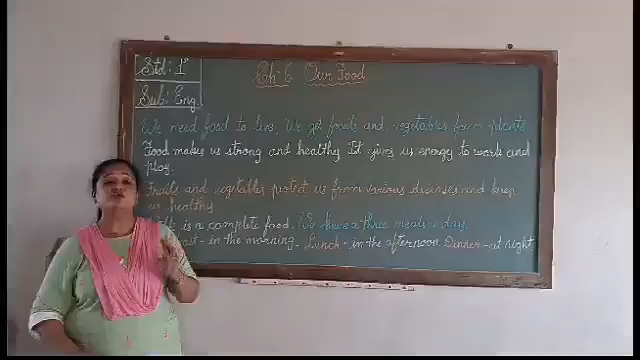 Std: 1st
Sub: Eng.
Ch-6 Our Food
We need food to live. We get fruits and vegetables from plants
Food makes us strong and healthy. It gives us energy to work and
play.
Fruits and vegetables protect us from various diseases and keep
us healthy
is a complete food. We have a three meals a day.
in the morning. Lunch - in the afternoon. Dinner - at night